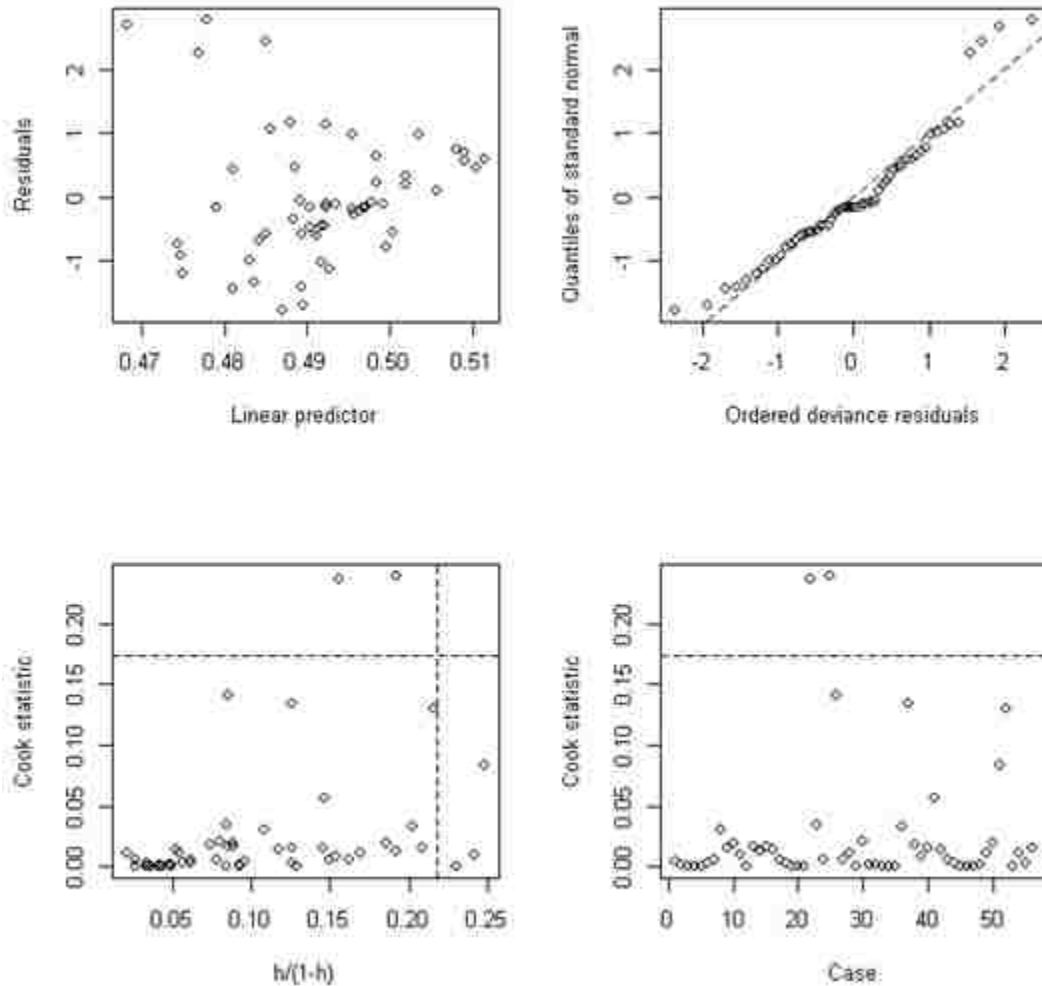 2
1
0
-1
Residuals
0.47 0.48 0.49 0.50 0.51
Linear predictor
2
1
0
-1
Quantiles of standard normal
-2 -1 0 1 2
Ordered deviance residuals
0.20
0.15
0.10
0.05
0.00
Cook statistic
0.05 0.10 0.15 0.20 0.25
h/(1-h)
0.20
0.15
0.10
0.05
0.00
Cook statistic
0 10 20 30 40 50
Case